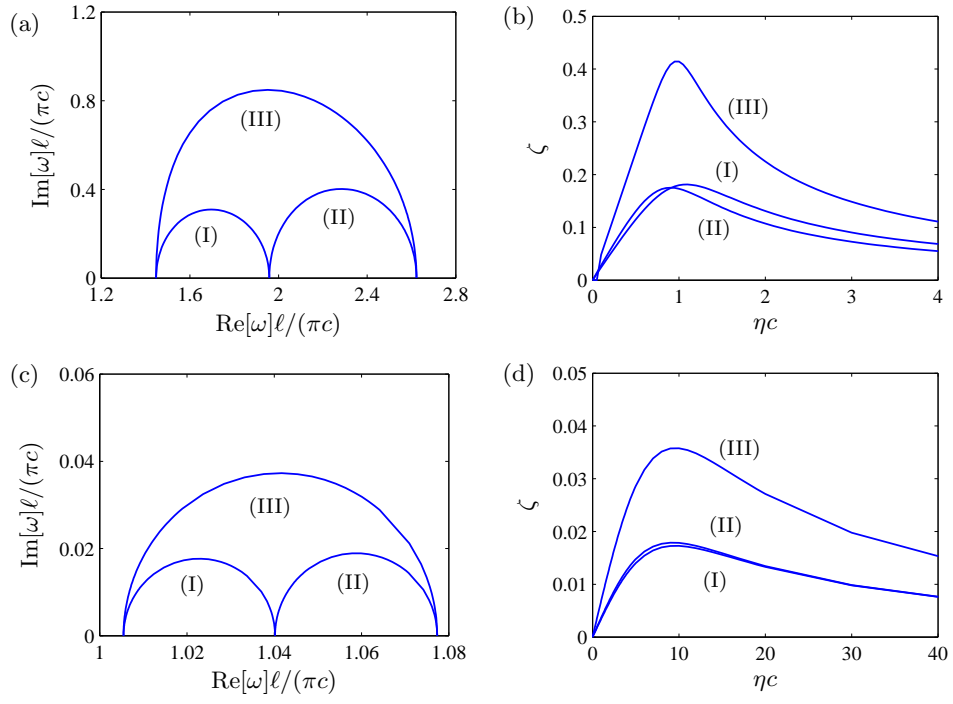 (a)
1.2
0.8
0.4
0
Im[ω]ℓ/(πc)
(III)
(I)
(II)
1.2 1.6 2 2.4 2.8
Re[ω]ℓ/(πc)
(b)
0.5
0.4
0.3
0.2
0.1
0
ζ
(III)
(I)
(II)
0 1 2 3 4
ηc
(c)
0.06
0.04
0.02
0
Im[ω]ℓ/(πc)
(III)
(I)
(II)
1 1.02 1.04 1.06 1.08
Re[ω]ℓ/(πc)
(d)
0.05
0.04
0.03
0.02
0.01
0
ζ
(III)
(II)
(I)
0 10 20 30 40
ηc